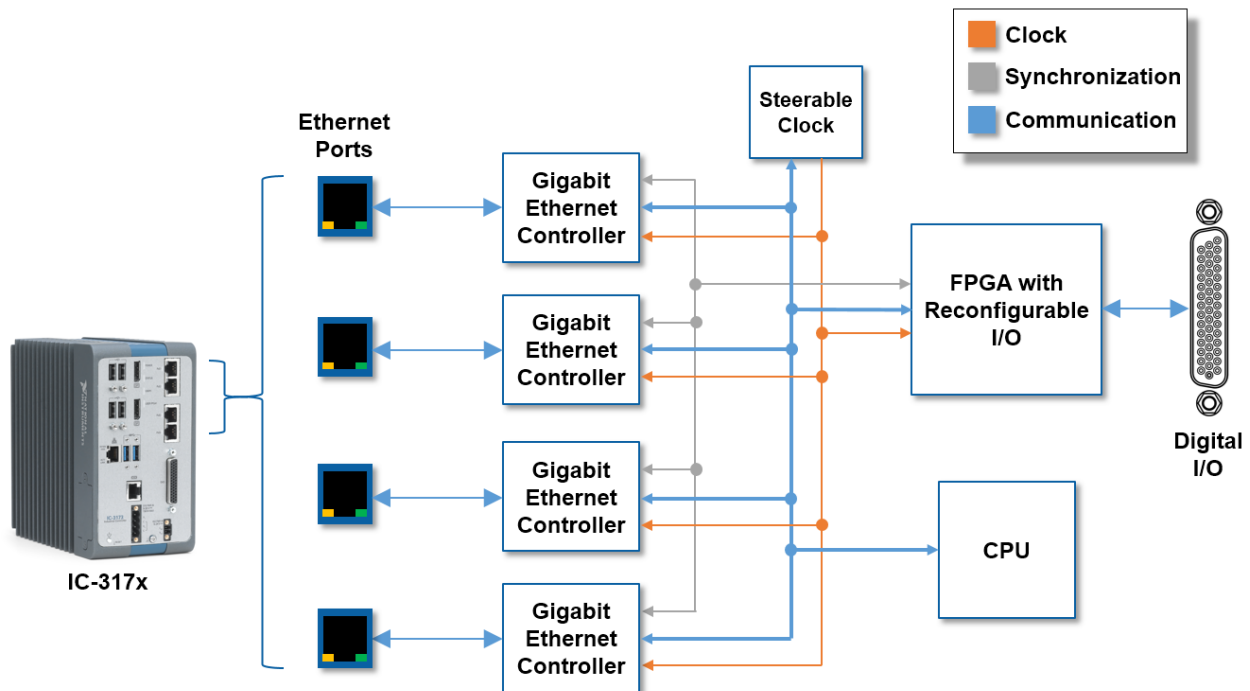 Clock
Synchronization
Communication
Steerable
Clock
Ethernet
Ports
Gigabit
Ethernet
Controller
Gigabit
Ethernet
Controller
Gigabit
Ethernet
Controller
Gigabit
Ethernet
Controller
FPGA with
Reconfigurable
I/O
Digital
I/O
CPU
IC-317x